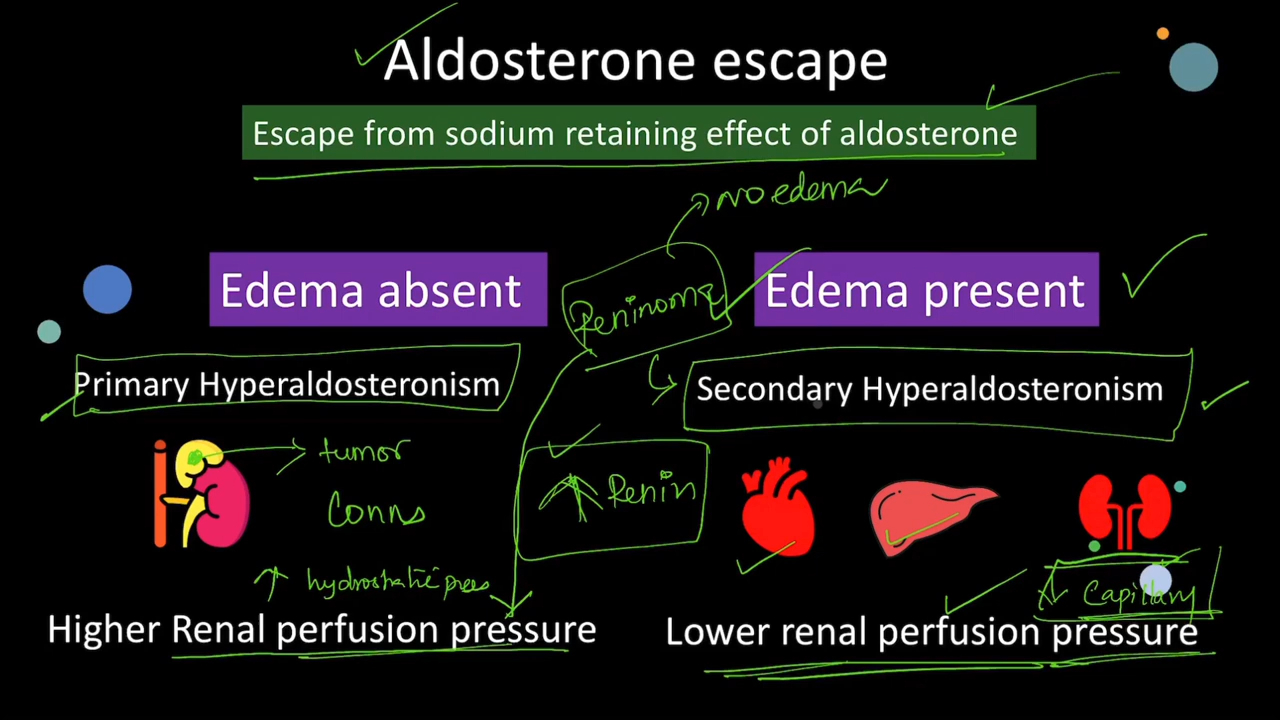 Aldosterone escape
Escape from sodium retaining effect of aldosterone
no edema
Edema absent
Reninoma
Edema present
Primary Hyperaldosteronism
Secondary Hyperaldosteronism
tumor
Conns
↑ Renin
↑ hydrostatic press
↓ Capillary
Higher Renal perfusion pressure
Lower renal perfusion pressure